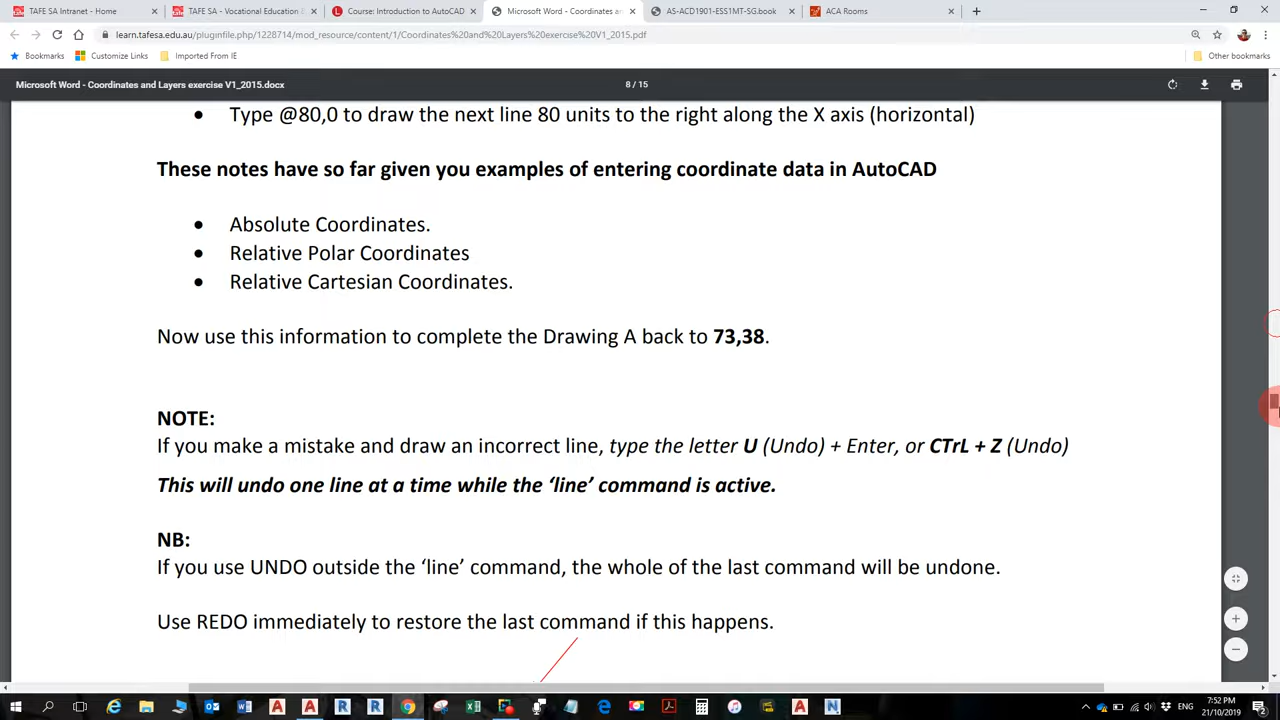 TAFE SA Intranet - Home
TAFE SA - Vocational Education &
Course: Introduction to AutoCAD
Microsoft Word - Coordinates an
AS-ACD1901-ESS1MT-SG.book
ACA Rooms
learn.tafesa.edu.au/pluginfile.php/1228714/mod_resource/content/1/Coordinates%20and%20Layers%20exercise%20V1_2015.pdf
Bookmarks
Customize Links
Imported From IE
Other bookmarks
Microsoft Word - Coordinates and Layers exercise V1_2015.docx
8 / 15
• Type @80,0 to draw the next line 80 units to the right along the X axis (horizontal)
These notes have so far given you examples of entering coordinate data in AutoCAD
• Absolute Coordinates.
• Relative Polar Coordinates
• Relative Cartesian Coordinates.
Now use this information to complete the Drawing A back to 73,38.
NOTE:
If you make a mistake and draw an incorrect line, type the letter U (Undo) + Enter, or CTrL + Z (Undo)
This will undo one line at a time while the ‘line’ command is active.
NB:
If you use UNDO outside the ‘line’ command, the whole of the last command will be undone.
Use REDO immediately to restore the last command if this happens.
7:52 PM
ENG
21/10/2019